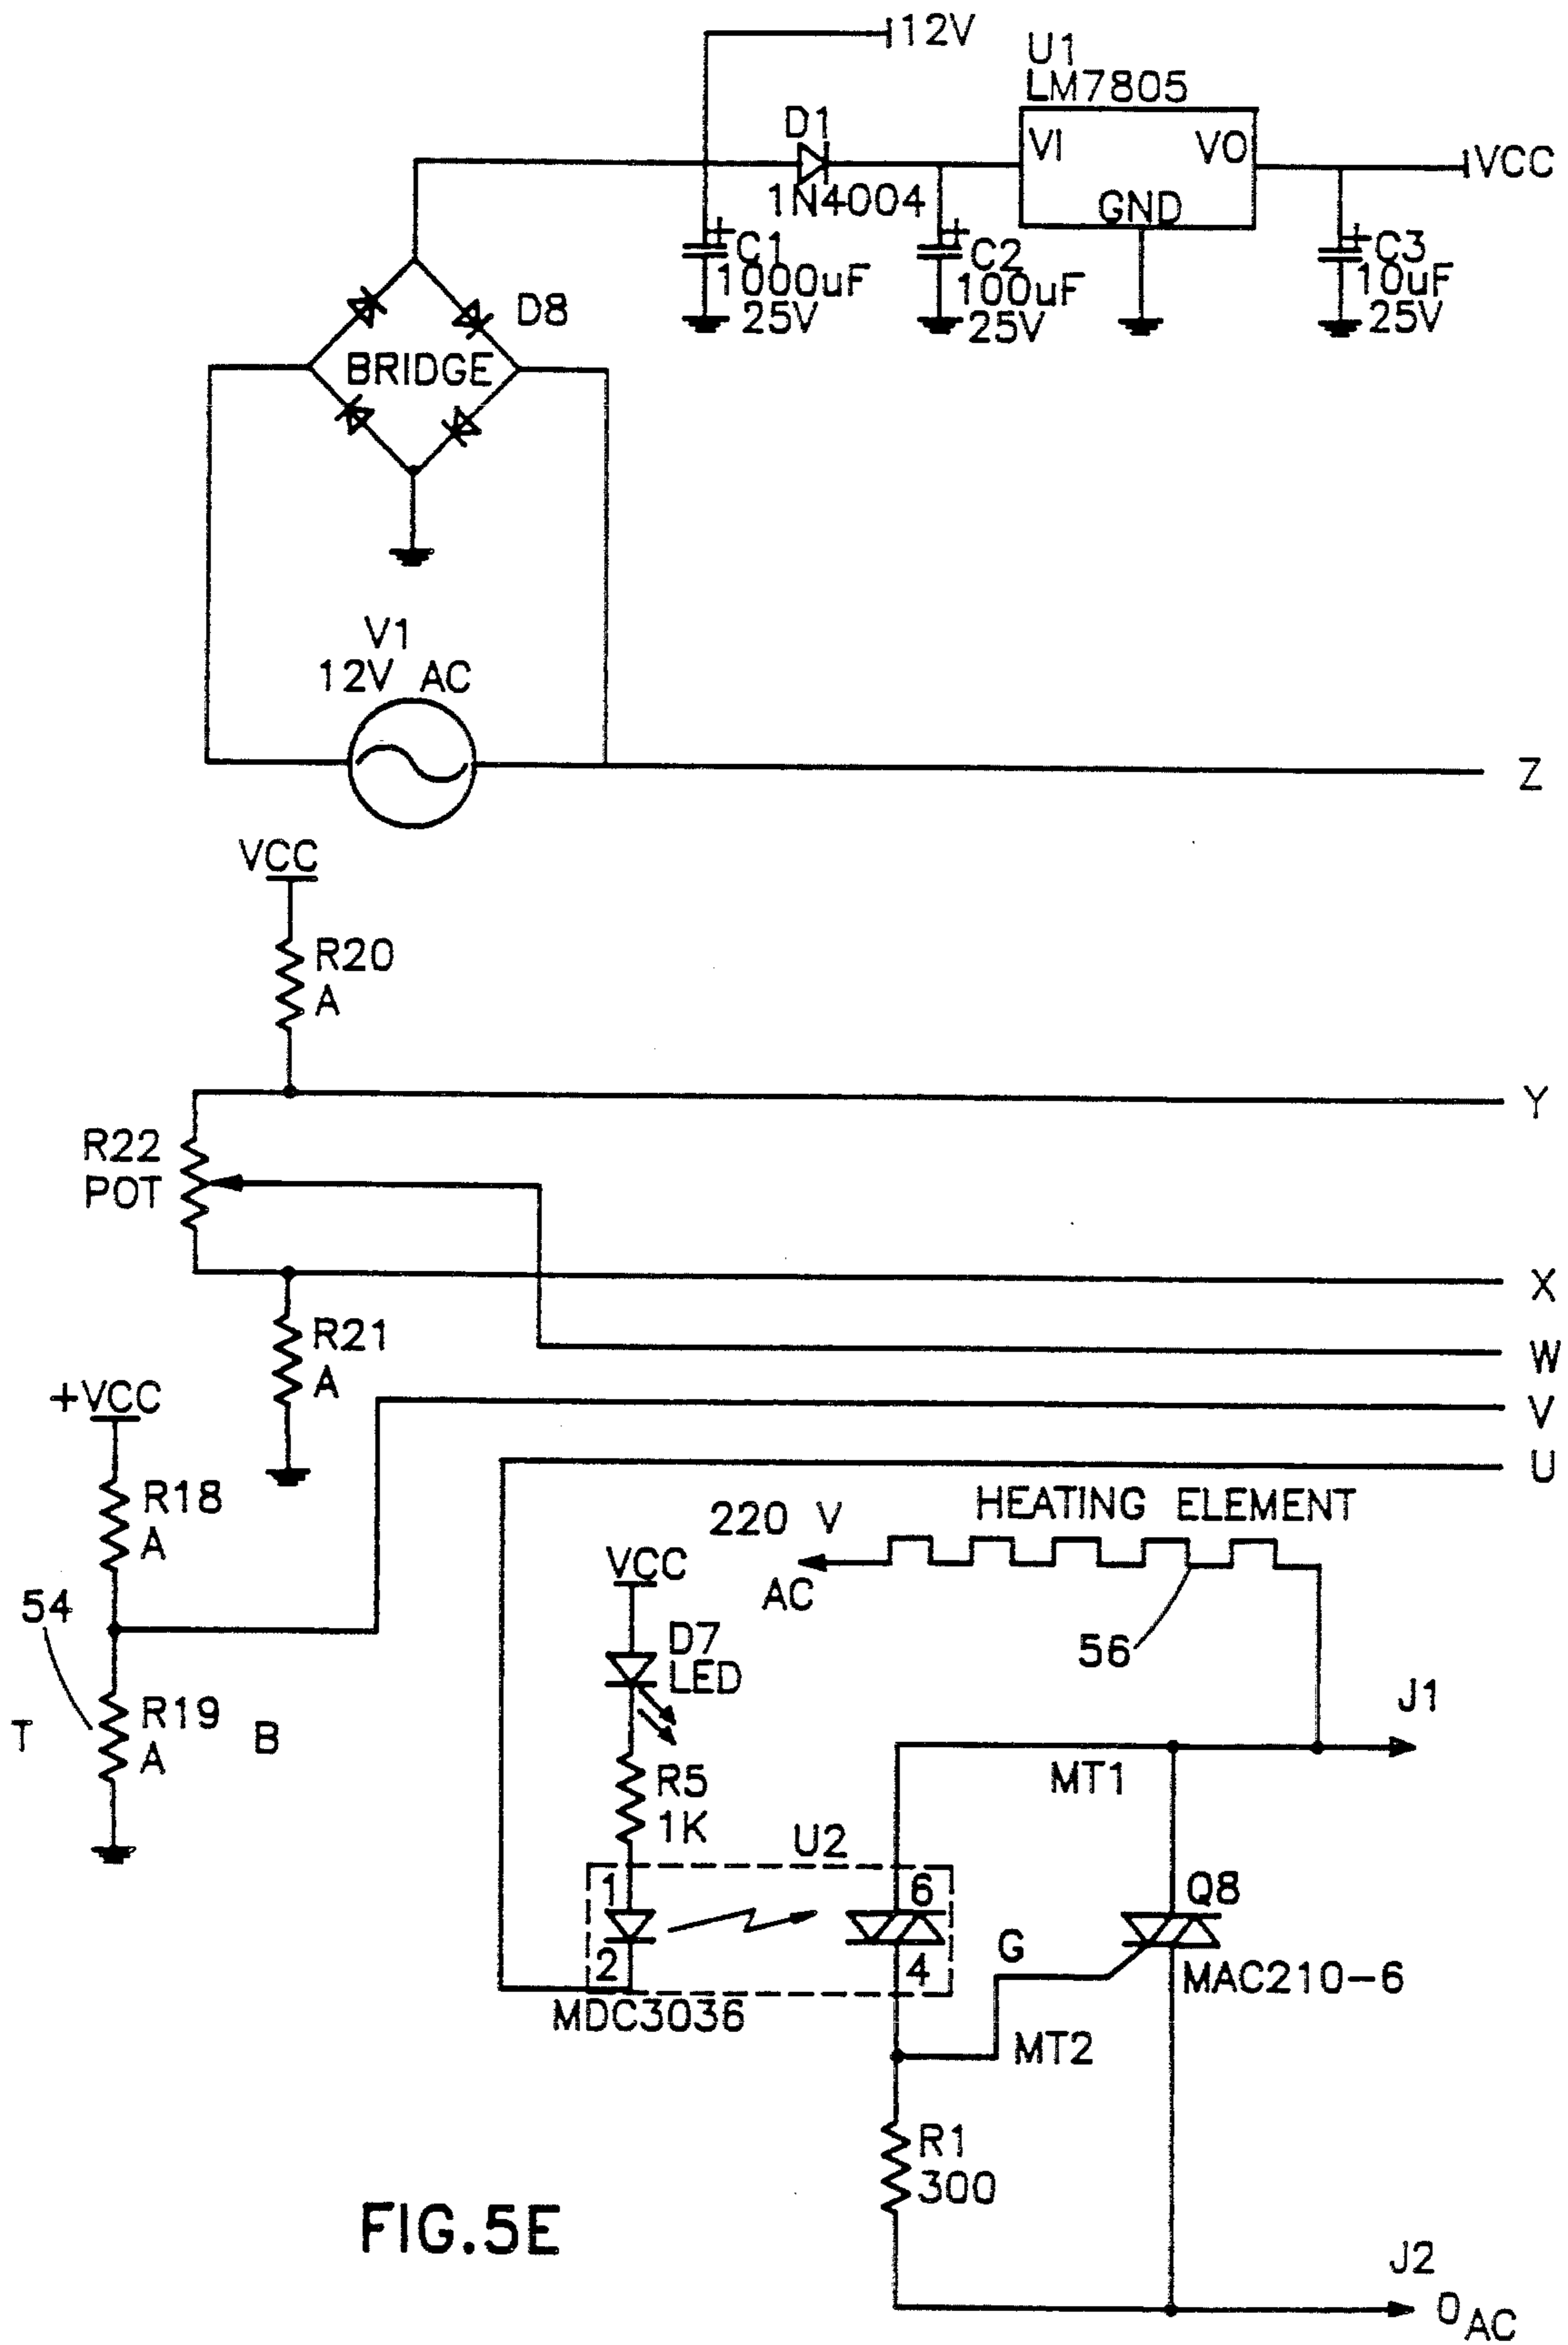 12V
U1
LM7805
D1
VI
VO
VCC
1N4004
GND
+
C1
1000uF
25V
+
C2
100uF
25V
+
C3
10uF
25V
D8
BRIDGE
V1
12V AC
Z
VCC
R20
A
Y
R22
POT
X
R21
A
W
+VCC
V
U
R18
A
220 V
AC
HEATING ELEMENT
VCC
54
56
D7
LED
J1
T
R19
A
B
MT1
R5
1K
U2
1
6
Q8
2
4
G
MAC210-6
MDC3036
MT2
R1
300
FIG.5E
J2
0AC